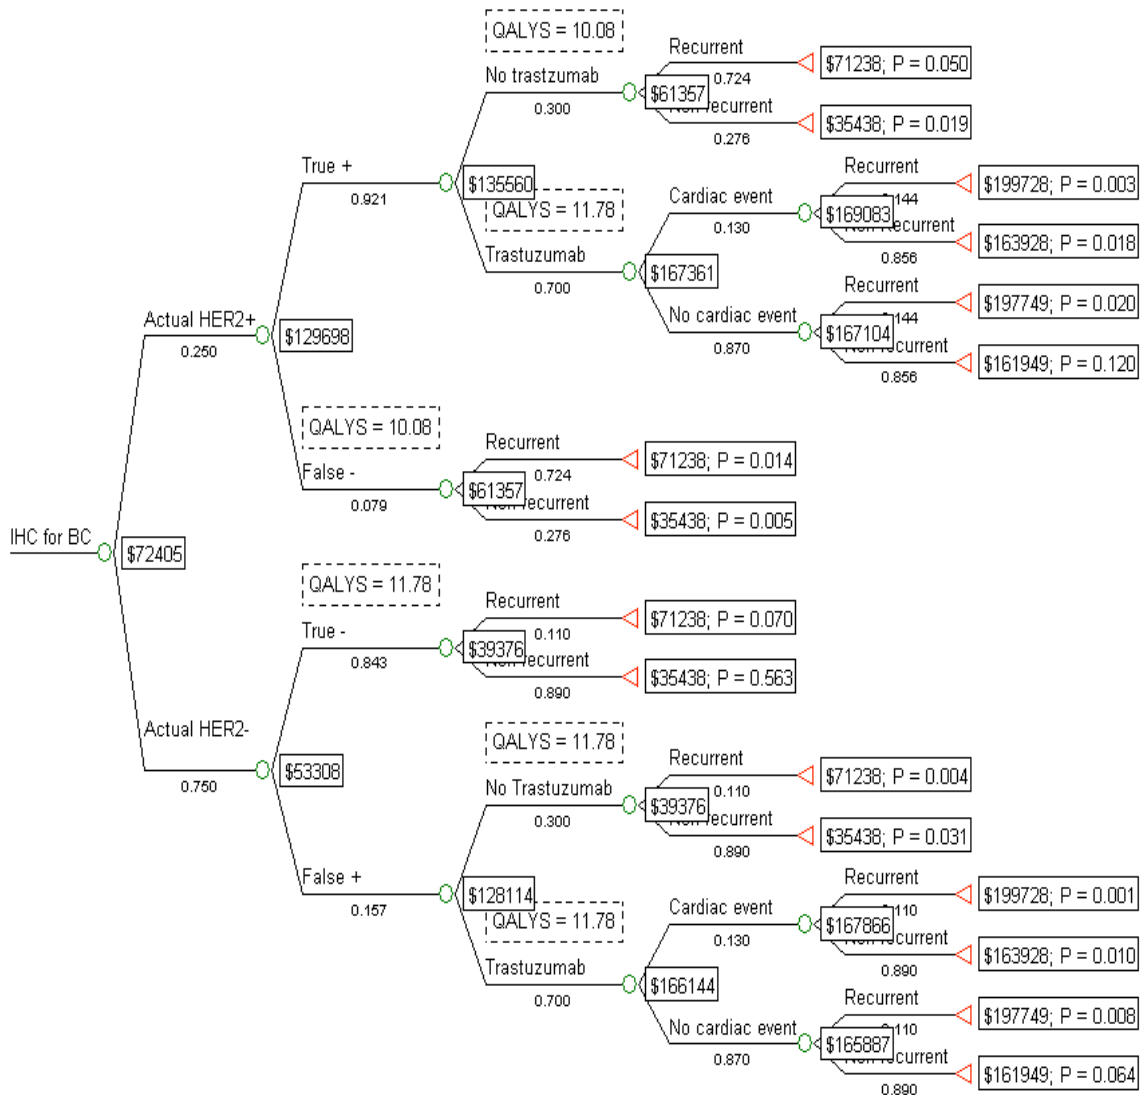 QALYS = 10.08
Recurrent
0.724
$71238; P = 0.050
No trastzumab
0.300
$61357
recurrent
0.276
$35438; P = 0.019
True +
0.921
$135560
QALYS = 11.78
Recurrent
$199728; P = 0.003
Cardiac event
0.130
$169083
Recurrent
0.856
$163928; P = 0.018
Trastuzumab
0.700
$167361
Recurrent
$197749; P = 0.020
No cardiac event
0.870
$167104
recurrent
0.856
$161949; P = 0.120
Actual HER2+
0.250
$129698
QALYS = 10.08
False -
0.079
$61357
Recurrent
0.724
$71238; P = 0.014
recurrent
0.276
$35438; P = 0.005
IHC for BC
$72405
QALYS = 11.78
True -
0.843
$39376
Recurrent
0.110
$71238; P = 0.070
recurrent
0.890
$35438; P = 0.563
Actual HER2-
0.750
$53308
QALYS = 11.78
Recurrent
0.110
$71238; P = 0.004
No Trastuzumab
0.300
$39376
recurrent
0.890
$35438; P = 0.031
False +
0.157
$128114
QALYS = 11.78
Recurrent
$199728; P = 0.001
Cardiac event
0.130
$167866
recurrent
0.890
$163928; P = 0.010
Trastuzumab
0.700
$166144
Recurrent
$197749; P = 0.008
No cardiac event
0.870
$165887
recurrent
0.890
$161949; P = 0.064